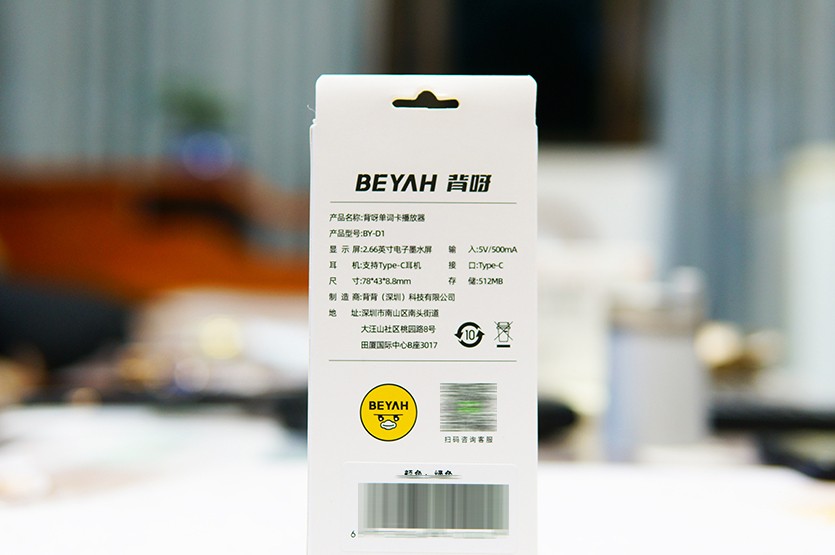 BEYAH 背呀
产品名称:背呀单词卡播放器
产品型号:BY-D1
显示屏:2.66英寸电子墨水屏 输入:5V/500mA
耳机:支持Type-C耳机 接口:Type-C
尺寸:78*43*8.8mm 存储:512MB
制造商:背背（深圳）科技有限公司
地址:深圳市南山区南头街道
大汪山社区桃园路8号
田厦国际中心B座3017
10
BEYAH
扫码咨询客服
6